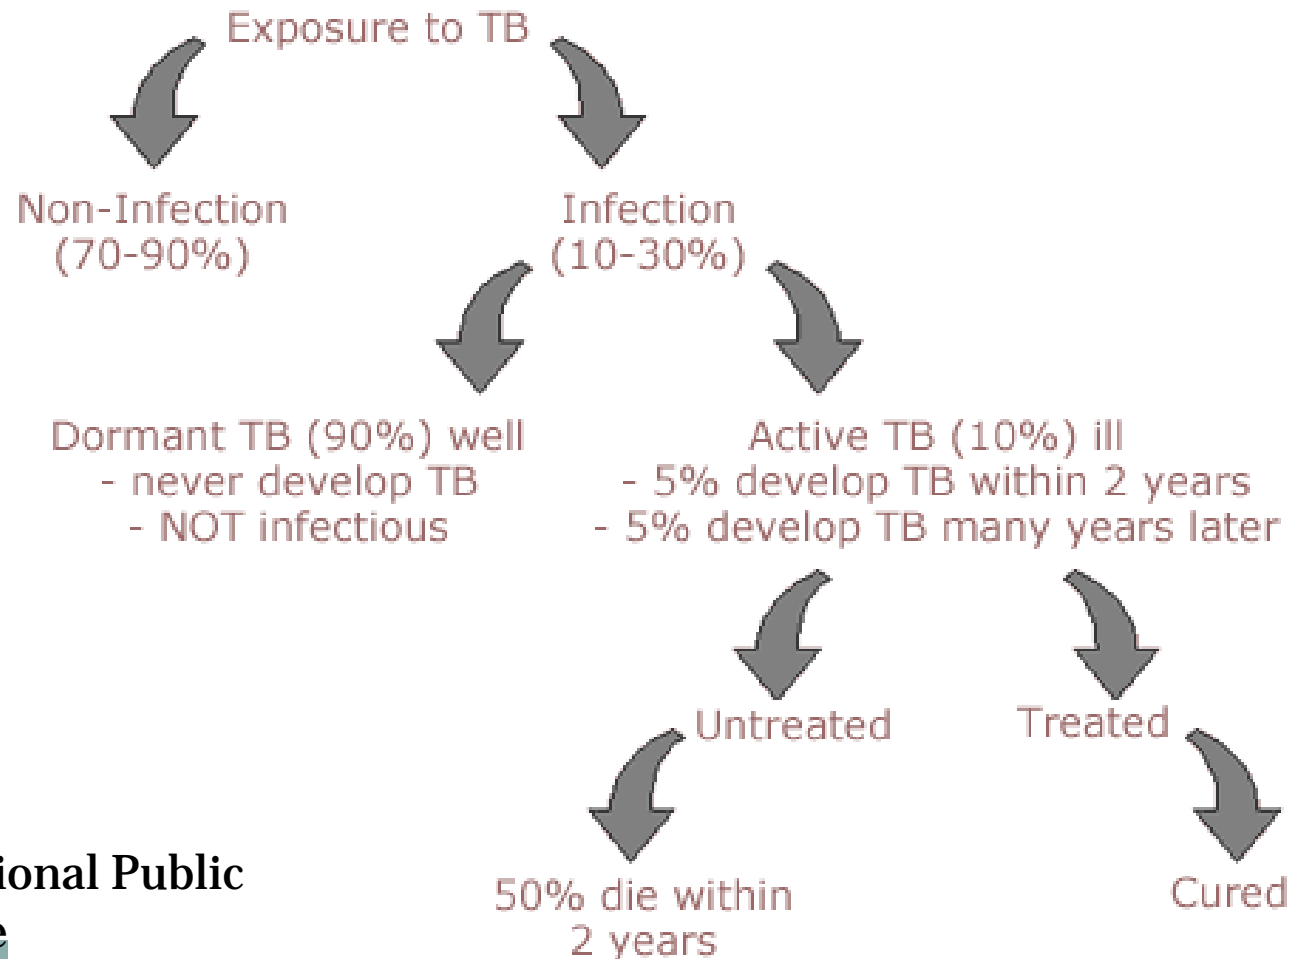 Exposure to TB
Non-Infection
(70-90%)
Infection
(10-30%)
Dormant TB (90%) well
- never develop TB
- NOT infectious
Active TB (10%) ill
- 5% develop TB within 2 years
- 5% develop TB many years later
Untreated
Treated
50% die within
2 years
Cured
ional Public
e